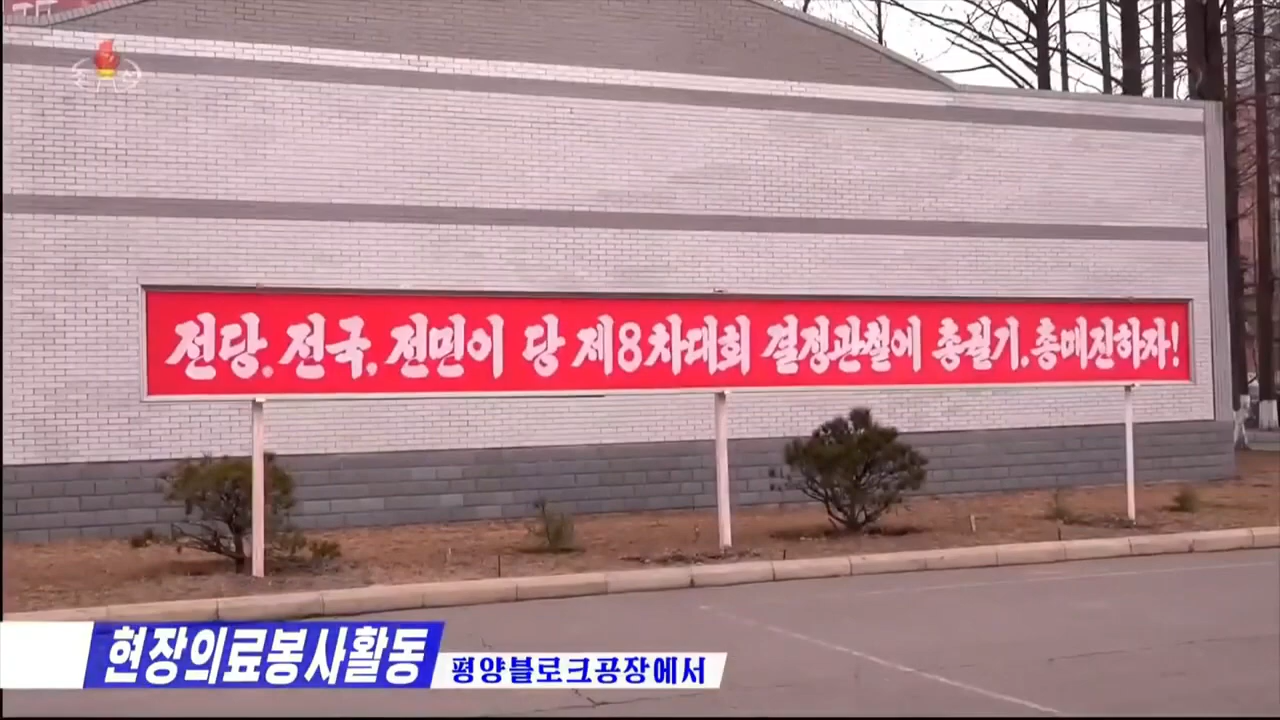 조선
전당, 전국, 전민이 당 제8차대회 결정관철에 총궐기, 총매진하자!
현장의료봉사활동
평양블로크공장에서